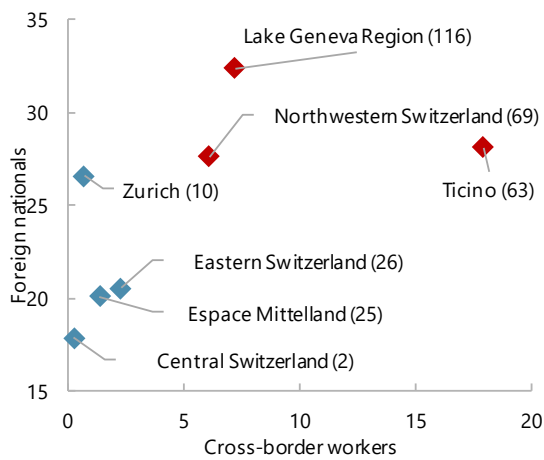 35
Lake Geneva Region (116)
30
Northwestern Switzerland (69)
Zurich (10)
Ticino (63)
25
Foreign nationals
Eastern Switzerland (26)
20
Espace Mittelland (25)
Central Switzerland (2)
15
0 5 10 15 20
Cross-border workers